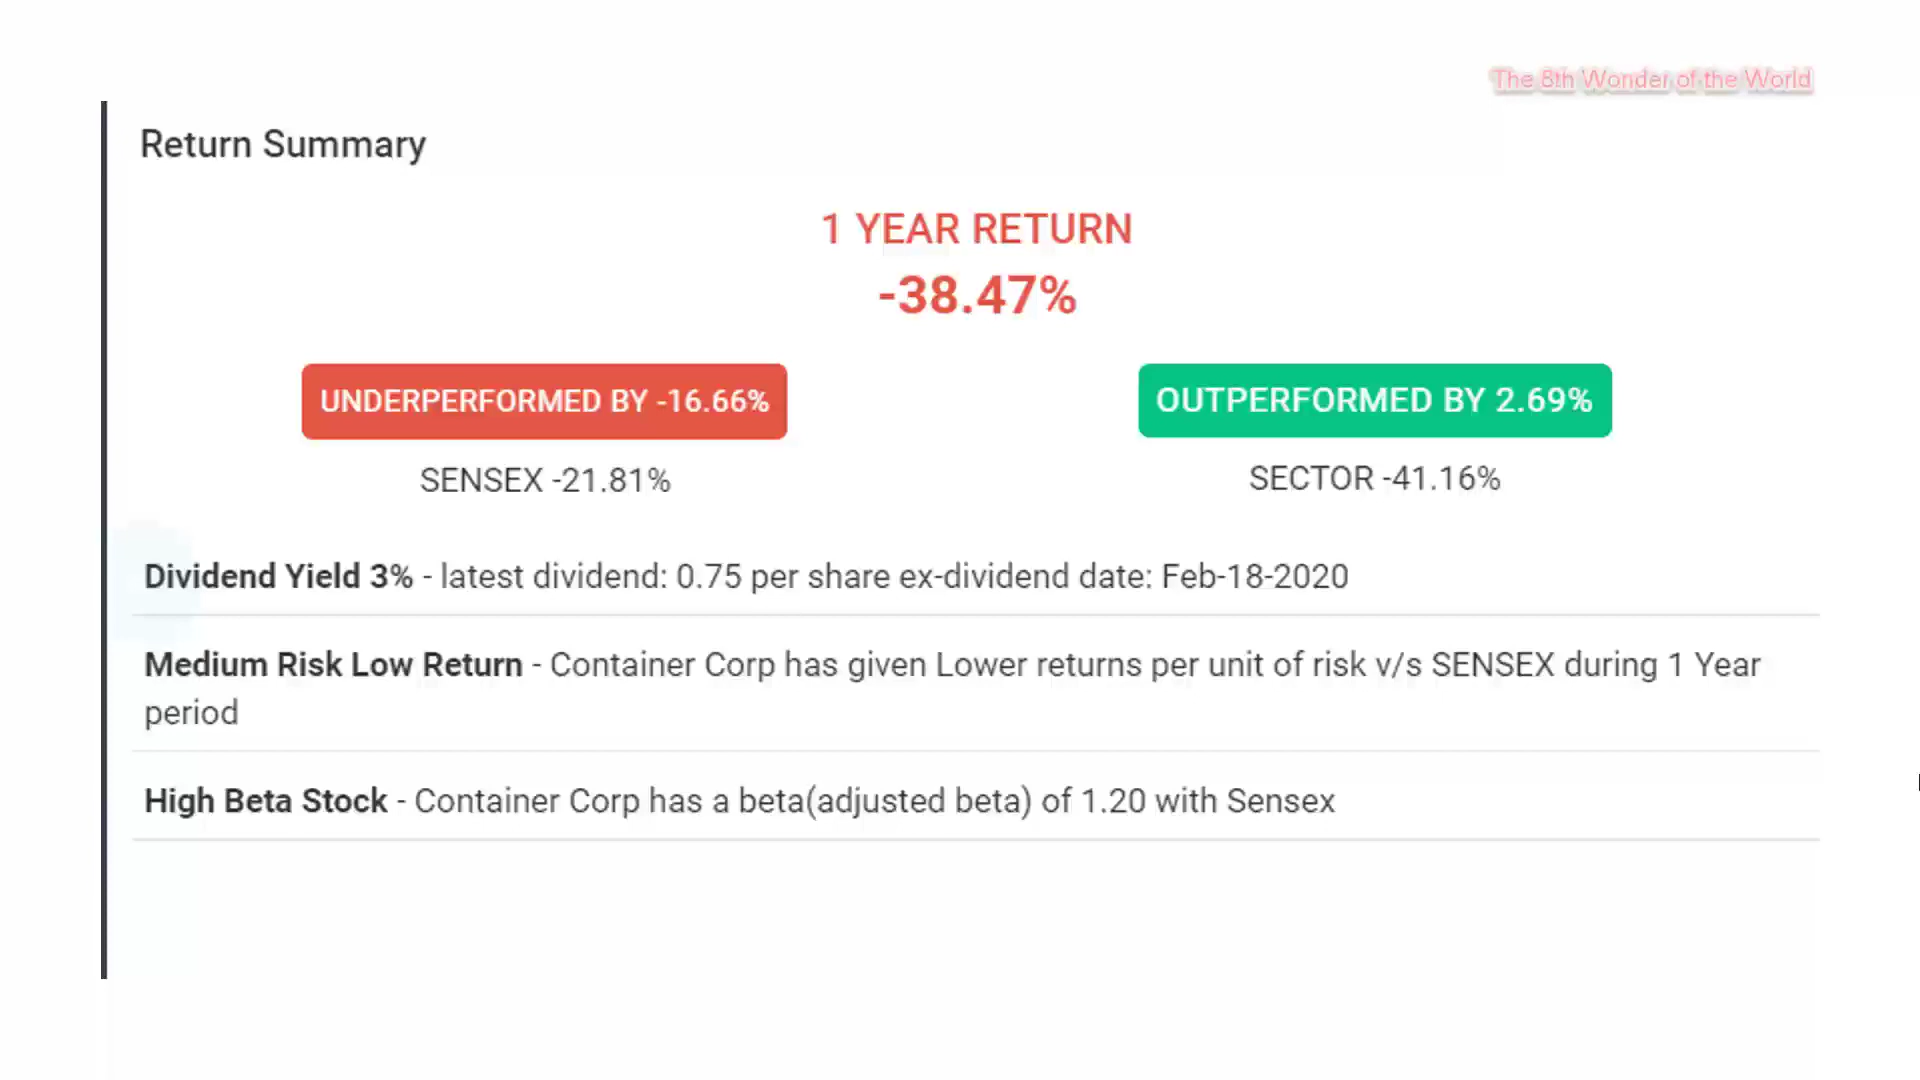 The 8th Wonder of the World
Return Summary
1 YEAR RETURN
-38.47%
UNDERPERFORMED BY -16.66%
OUTPERFORMED BY 2.69%
SENSEX -21.81%
SECTOR -41.16%
Dividend Yield 3% - latest dividend: 0.75 per share ex-dividend date: Feb-18-2020
Medium Risk Low Return - Container Corp has given Lower returns per unit of risk v/s SENSEX during 1 Year
period
High Beta Stock - Container Corp has a beta(adjusted beta) of 1.20 with Sensex